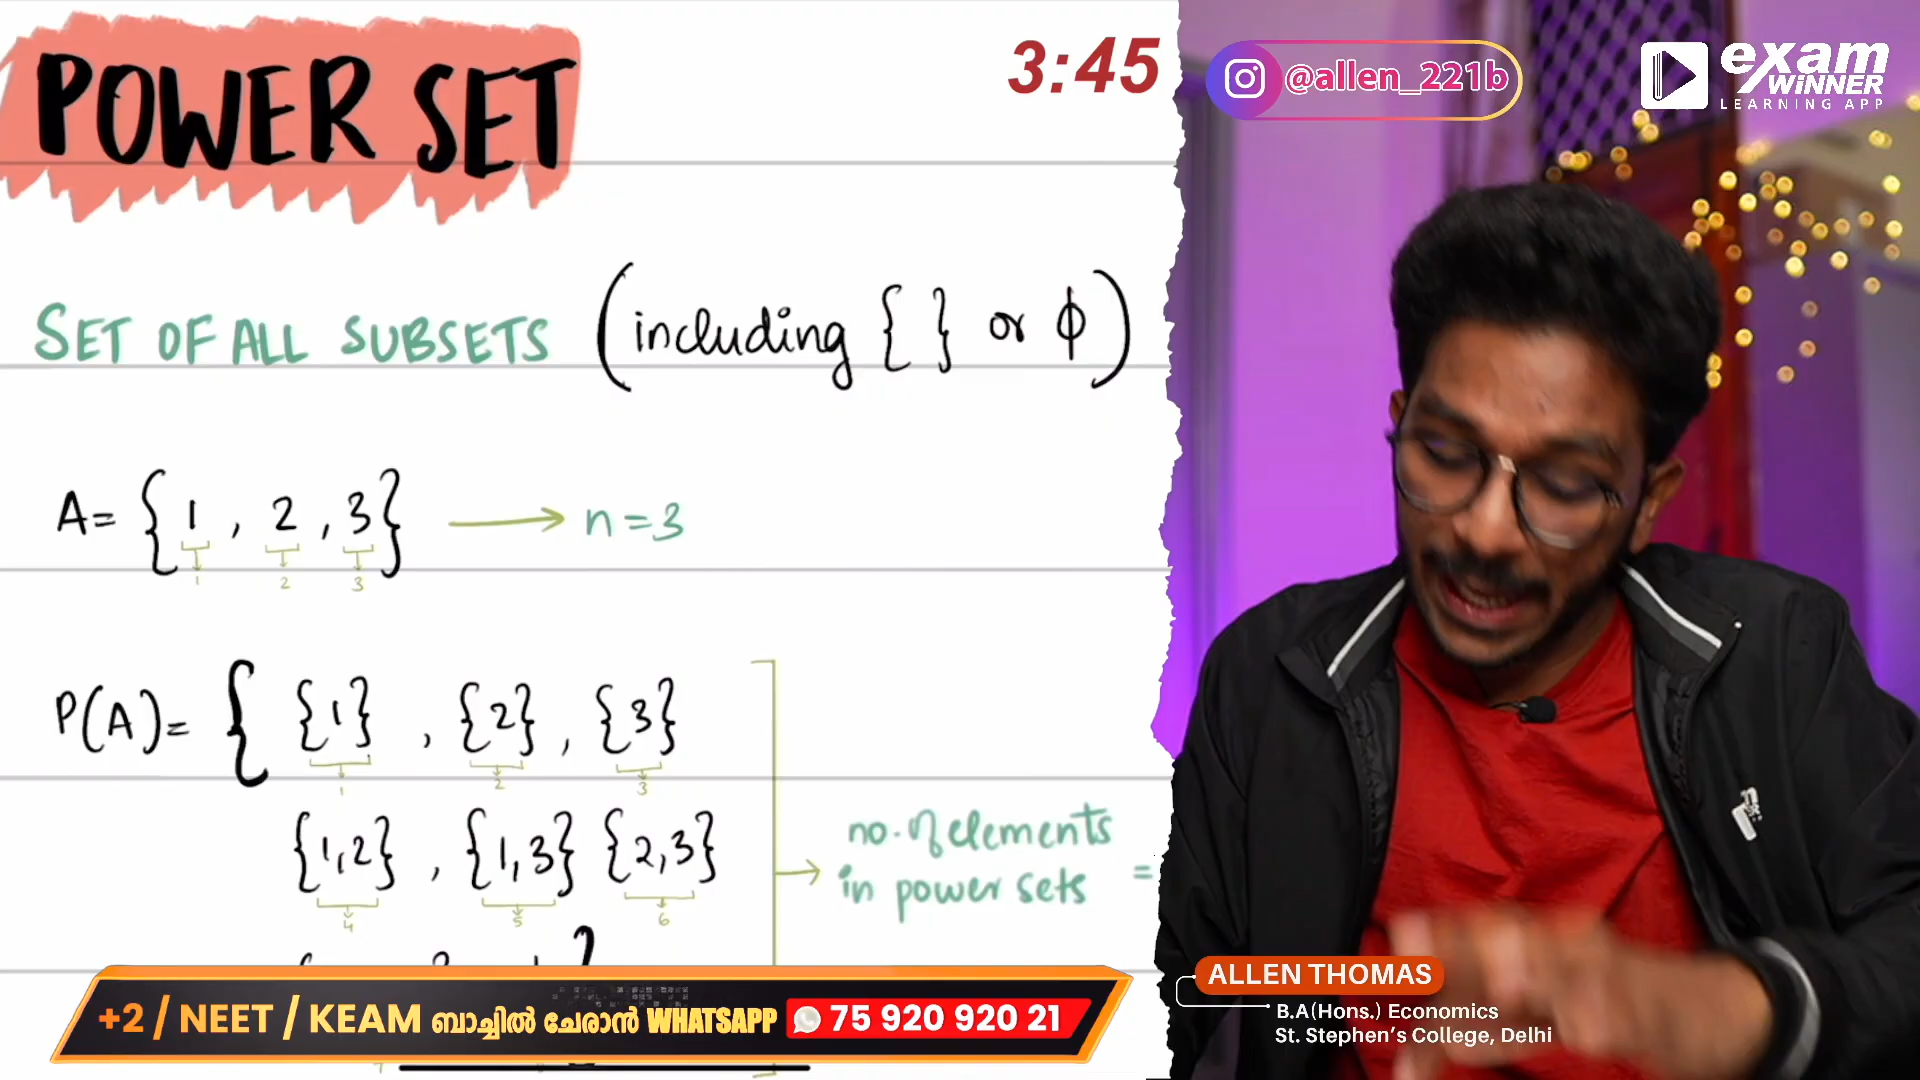 POWER SET
3:45
@allen_221b
exam
WiNNER
LEARNING APP
SET OF ALL SUBSETS (including { } or ϕ)
A= {1 , 2 , 3} → n=3
1 2 3
P(A)= { {1} , {2} , {3}
1 2 3
{1,2} , {1,3} {2,3}
4 5 6
no. of elements
in power sets =
+2 / NEET / KEAM ബാച്ചിൽ ചേരാൻ WHATSAPP 75 920 920 21
ALLEN THOMAS
B.A(Hons.) Economics
St. Stephen's College, Delhi